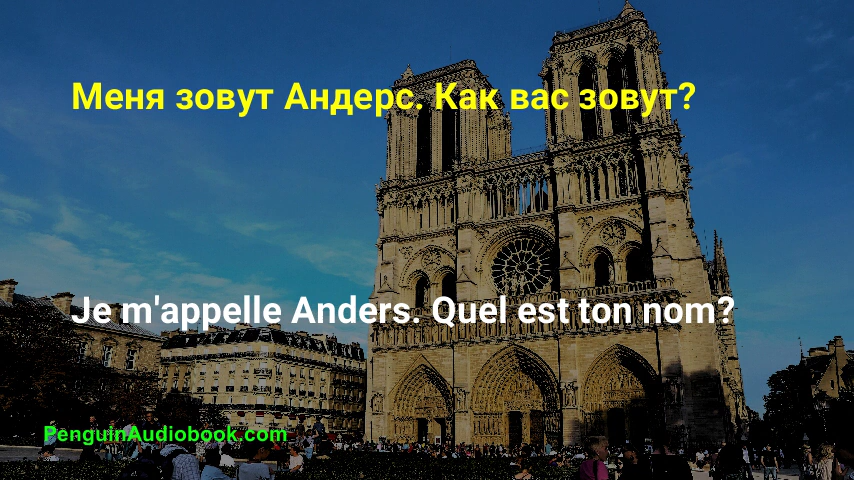 Меня зовут Андерс. Как вас зовут?
Je m'appelle Anders. Quel est ton nom?
PenguinAudiobook.com